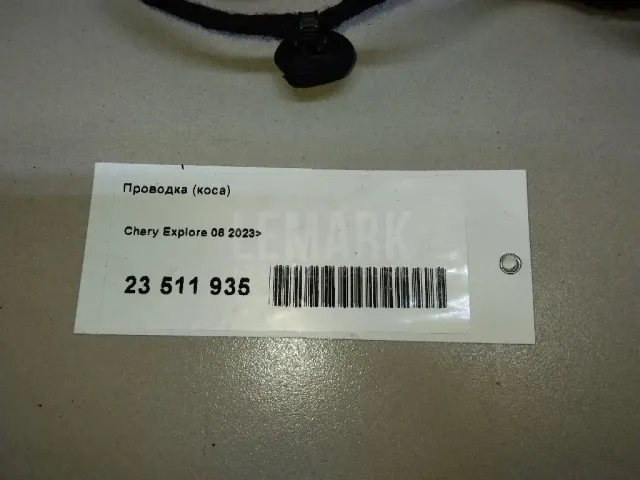 Проводка (коса)
Chery Explore 06 2023>
LEMARK
23 511 935